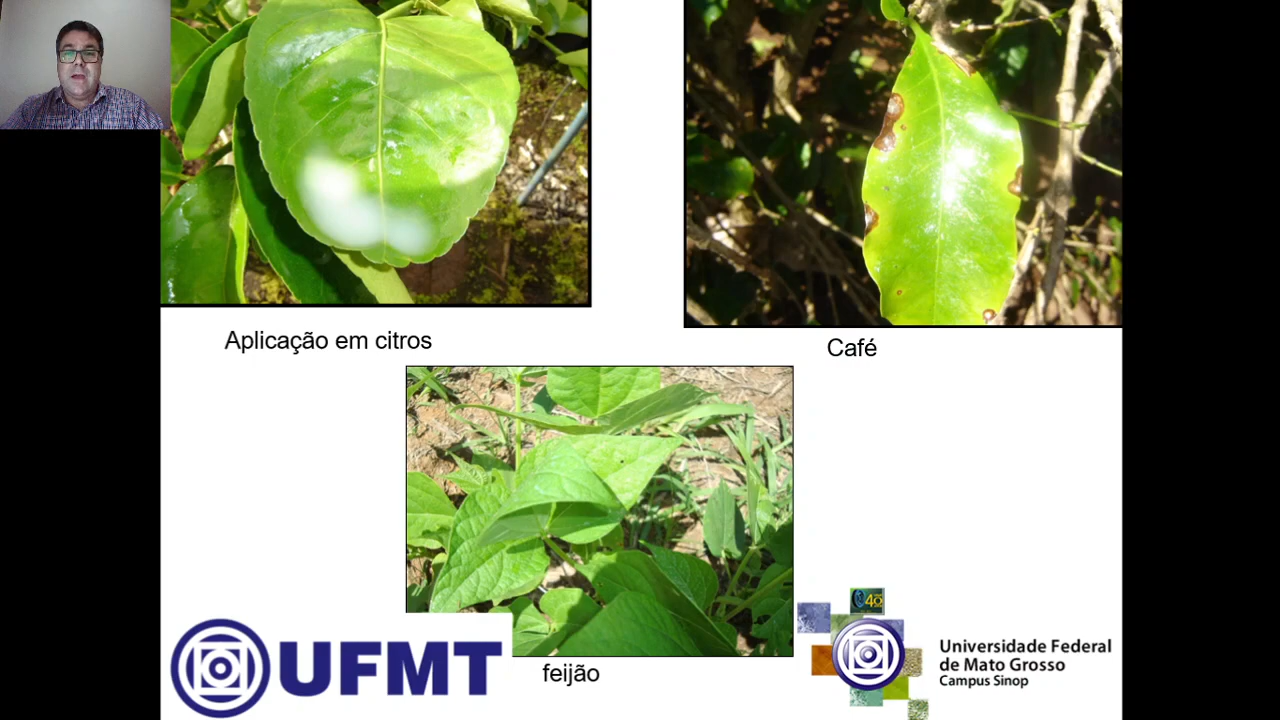 Aplicação em citros
Café
feijão
UFMT
40
Universidade Federal
de Mato Grosso
Campus Sinop